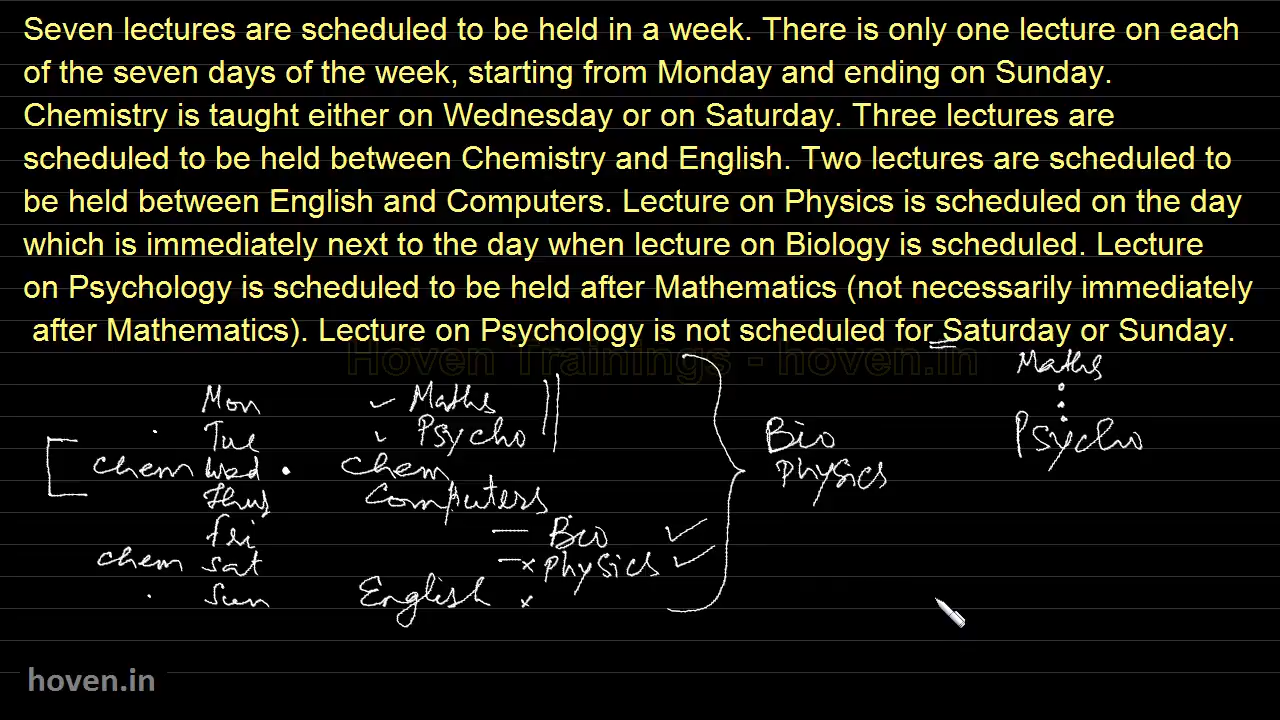 Seven lectures are scheduled to be held in a week. There is only one lecture on each
of the seven days of the week, starting from Monday and ending on Sunday.
Chemistry is taught either on Wednesday or on Saturday. Three lectures are
scheduled to be held between Chemistry and English. Two lectures are scheduled to
be held between English and Computers. Lecture on Physics is scheduled on the day
which is immediately next to the day when lecture on Biology is scheduled. Lecture
on Psychology is scheduled to be held after Mathematics (not necessarily immediately
after Mathematics). Lecture on Psychology is not scheduled for Saturday or Sunday.
Hoven Trainings - hoven.in
Maths
Psycho
Mon Maths
Tue Psycho
chem Wed chem
Thus Computers
Fri Bio
chem Sat Physics
Sun English
Bio
Physics
hoven.in